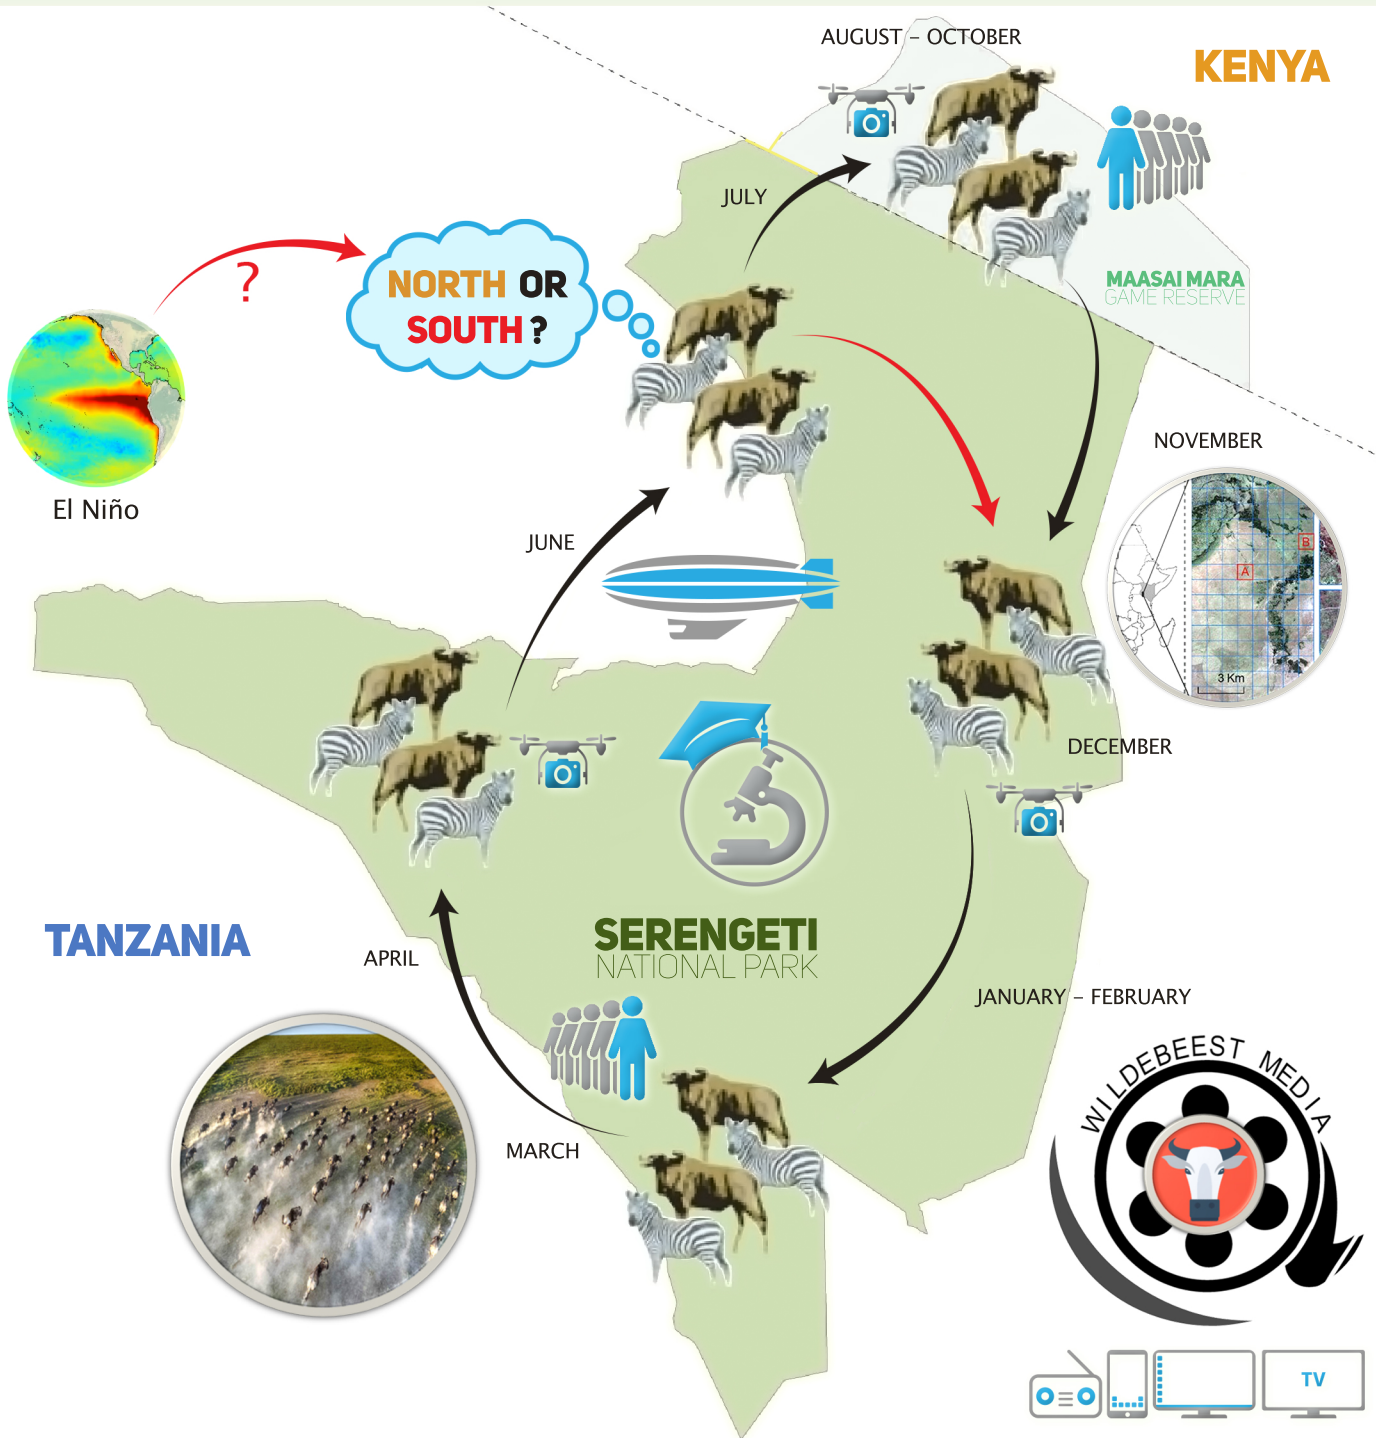 AUGUST – OCTOBER
KENYA
JULY
?
NORTH OR
SOUTH ?
MAASAI MARA
GAME RESERVE
El Niño
NOVEMBER
JUNE
B
A
3 Km
DECEMBER
TANZANIA
SERENGETI
NATIONAL PARK
APRIL
JANUARY – FEBRUARY
MARCH
WILDEBEEST MEDIA
TV